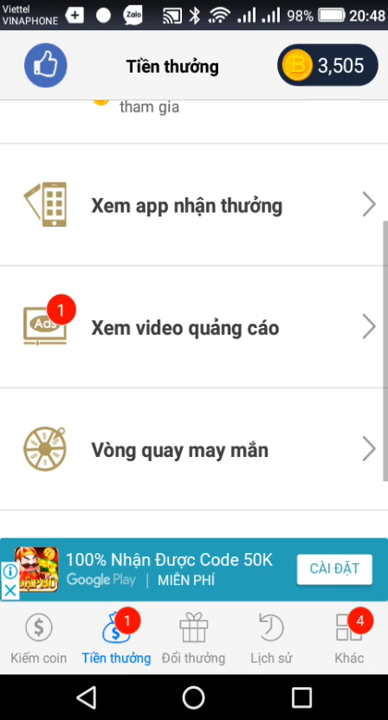 Viettel
VINAPHONE
Zalo
98%
20:48
Tiền thưởng
B
3,505
tham gia
Xem app nhận thưởng
Ads
1
Xem video quảng cáo
Vòng quay may mắn
100% Nhận Được Code 50K
Google Play | MIỄN PHÍ
CÀI ĐẶT
1
4
Kiếm coin
Tiền thưởng
Đổi thưởng
Lịch sử
Khác